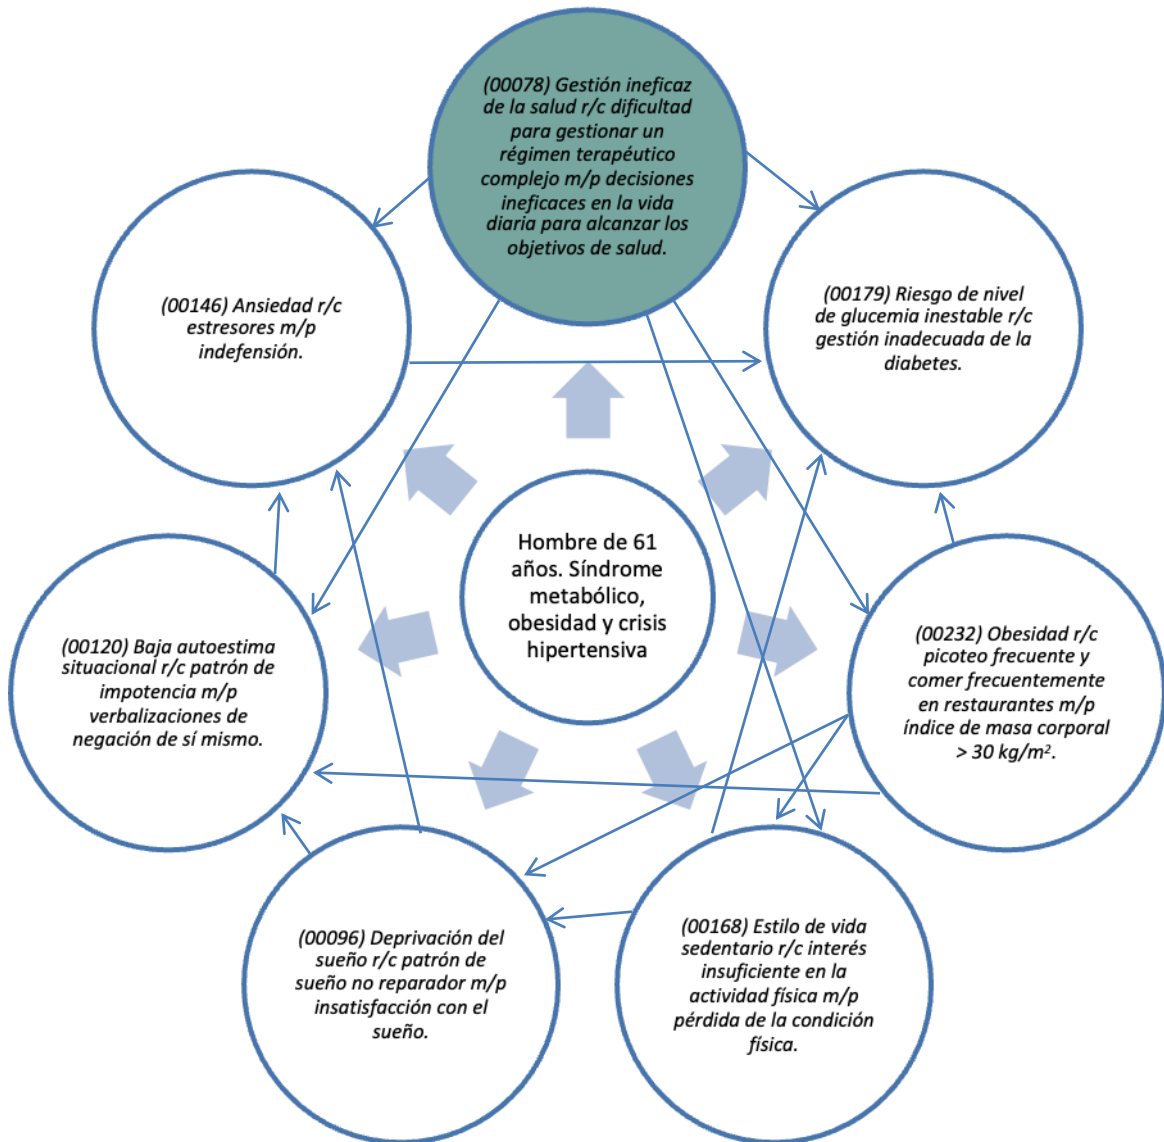 (00078) Gestión ineficaz
de la salud r/c dificultad
para gestionar un
régimen terapéutico
complejo m/p decisiones
ineficaces en la vida
diaria para alcanzar los
objetivos de salud.
(00146) Ansiedad r/c
estresores m/p
indefensión.
(00179) Riesgo de nivel
de glucemia inestable r/c
gestión inadecuada de la
diabetes.
Hombre de 61
años. Síndrome
metabólico,
obesidad y crisis
hipertensiva
(00120) Baja autoestima
situacional r/c patrón de
impotencia m/p
verbalizaciones de
negación de sí mismo.
(00232) Obesidad r/c
picoteo frecuente y
comer frecuentemente
en restaurantes m/p
índice de masa corporal
> 30 kg/m².
(00096) Deprivación del
sueño r/c patrón de
sueño no reparador m/p
insatisfacción con el
sueño.
(00168) Estilo de vida
sedentario r/c interés
insuficiente en la
actividad física m/p
pérdida de la condición
física.